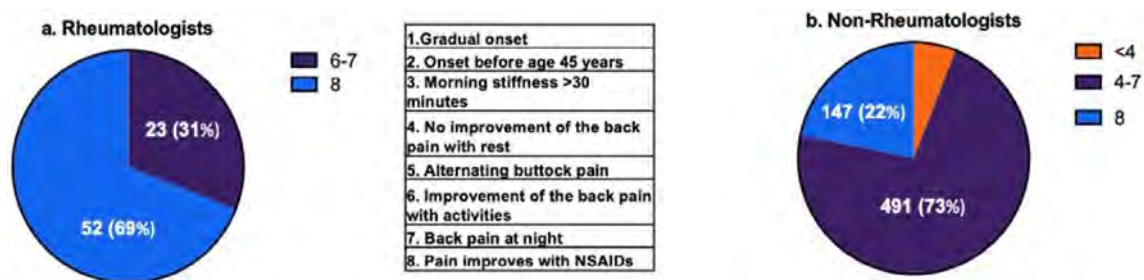 a. Rheumatologists
6-7
8
23 (31%)
52 (69%)
1.Gradual onset
2. Onset before age 45 years
3. Morning stiffness >30
minutes
4. No improvement of the back
pain with rest
5. Alternating buttock pain
6. Improvement of the back pain
with activities
7. Back pain at night
8. Pain improves with NSAIDs
b. Non-Rheumatologists
<4
4-7
8
147 (22%)
491 (73%)